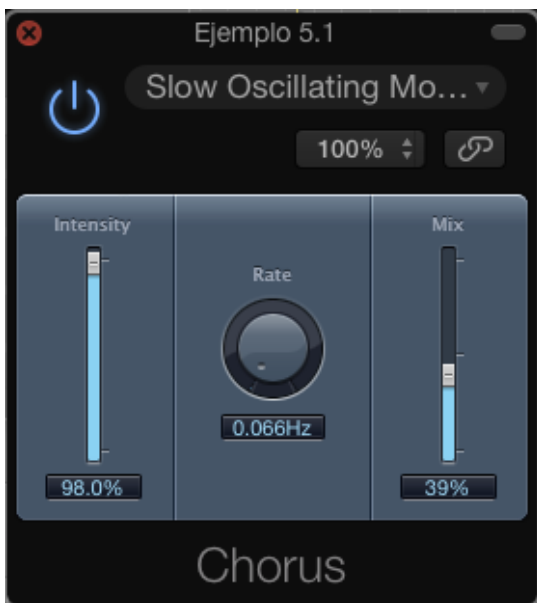 Ejemplo 5.1
Slow Oscillating Mo...
100%
Intensity
Mix
Rate
0.066Hz
98.0%
39%
Chorus